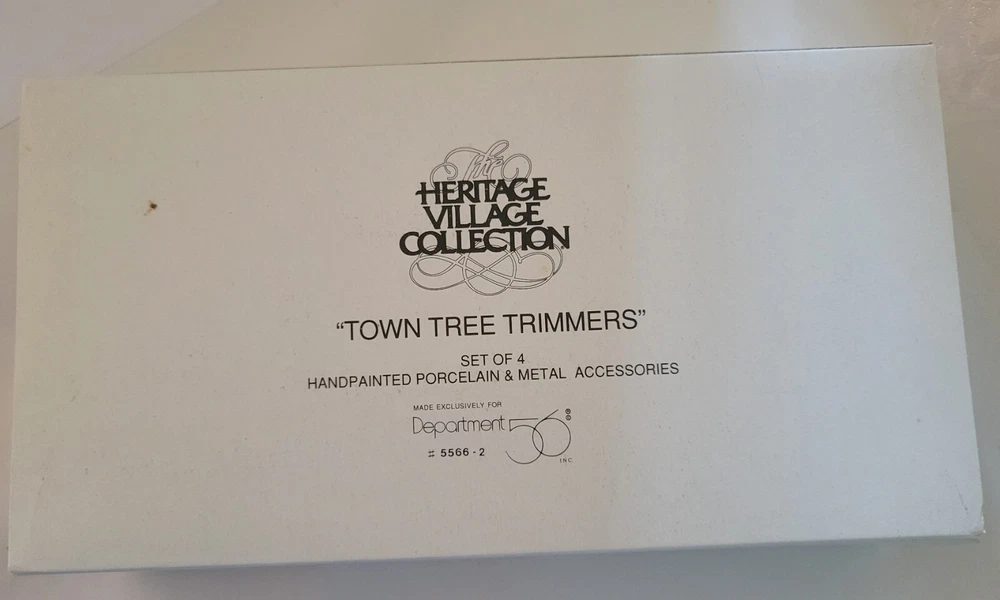 the
HERITAGE
VILLAGE
COLLECTION
“TOWN TREE TRIMMERS”
SET OF 4
HANDPAINTED PORCELAIN & METAL ACCESSORIES
MADE EXCLUSIVELY FOR
Department 56
# 5566 - 2
INC